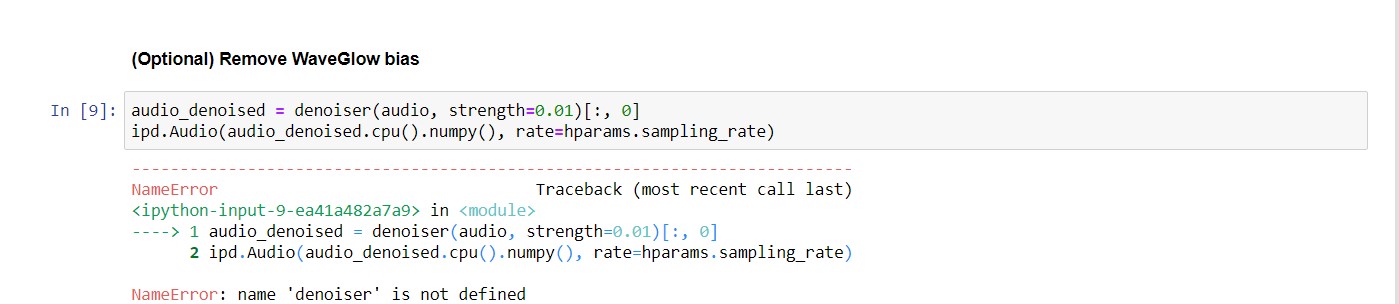 (Optional) Remove WaveGlow bias
In [9]: audio_denoised = denoiser(audio, strength=0.01)[:, 0]
ipd.Audio(audio_denoised.cpu().numpy(), rate=hparams.sampling_rate)
---------------------------------------------------------------------------
NameError                                 Traceback (most recent call last)
<ipython-input-9-ea41a482a7a9> in <module>
----> 1 audio_denoised = denoiser(audio, strength=0.01)[:, 0]
      2 ipd.Audio(audio_denoised.cpu().numpy(), rate=hparams.sampling_rate)
NameError: name 'denoiser' is not defined